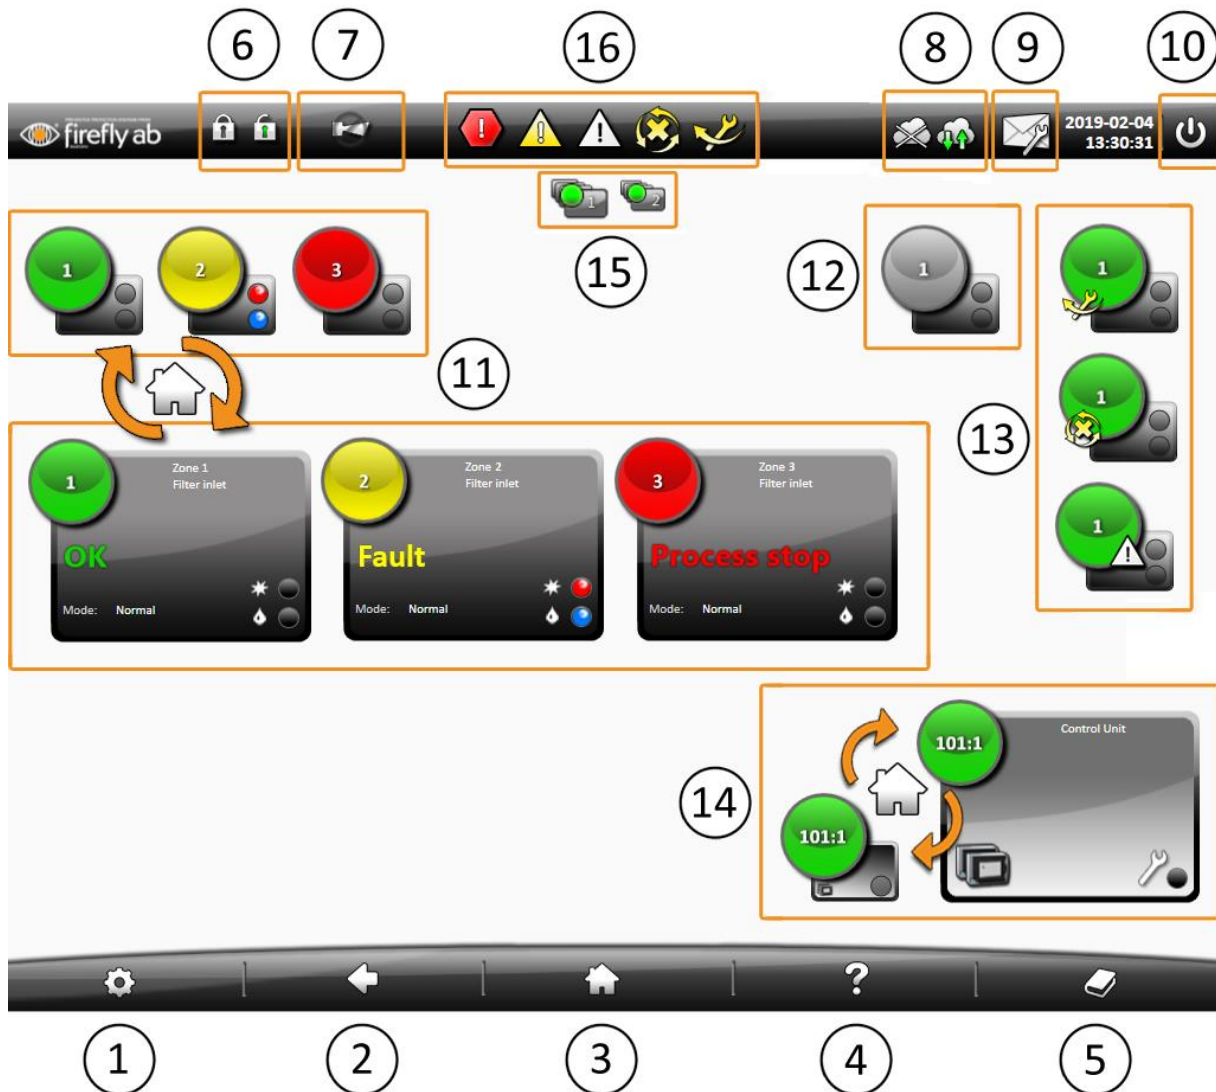 6
7
16
8
9
10
firefly ab
2019-02-04
13:30:31
1
2
15
1
2
3
12
1
1
1
1
13
11
1
Zone 1
Filter inlet
OK
Mode: Normal
2
Zone 2
Filter inlet
Fault
Mode: Normal
3
Zone 3
Filter inlet
Process stop
Mode: Normal
14
101:1
101:1
Control Unit
?
1
2
3
4
5